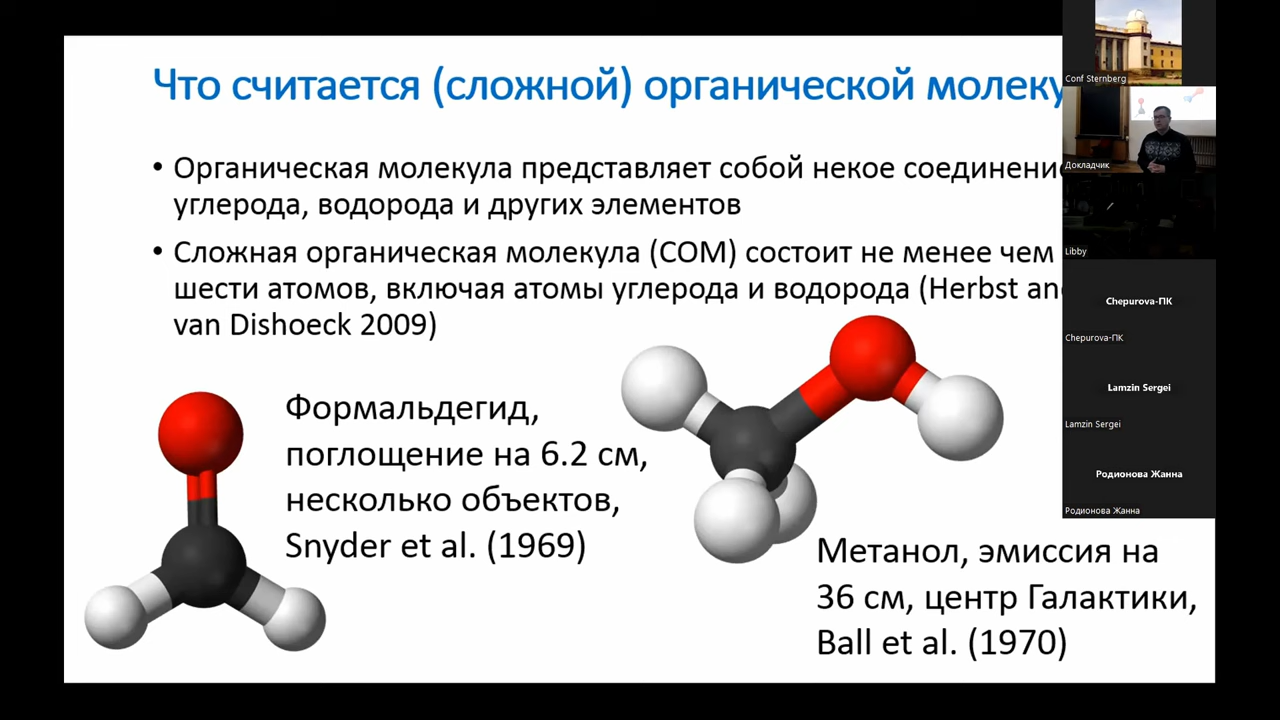 Что считается (сложной) органической молеку
• Органическая молекула представляет собой некое соединение
углерода, водорода и других элементов
• Сложная органическая молекула (СОМ) состоит не менее чем
шести атомов, включая атомы углерода и водорода (Herbst and
van Dishoeck 2009)
Формальдегид,
поглощение на 6.2 см,
несколько объектов,
Snyder et al. (1969)
Метанол, эмиссия на
36 см, центр Галактики,
Ball et al. (1970)
Conf Sternberg
Докладчик
Libby
Chepurova-ПК
Chepurova-ПК
Lamzin Sergei
Lamzin Sergei
Родионова Жанна
Родионова Жанна